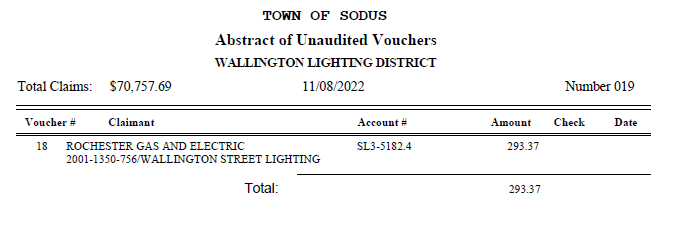 TOWN OF SODUS
Abstract of Unaudited Vouchers
WALLINGTON LIGHTING DISTRICT
Total Claims: $70,757.69 11/08/2022 Number 019
Voucher # Claimant Account # Amount Check Date
18 ROCHESTER GAS AND ELECTRIC SL3-5182.4 293.37
2001-1350-756/WALLINGTON STREET LIGHTING
Total: 293.37